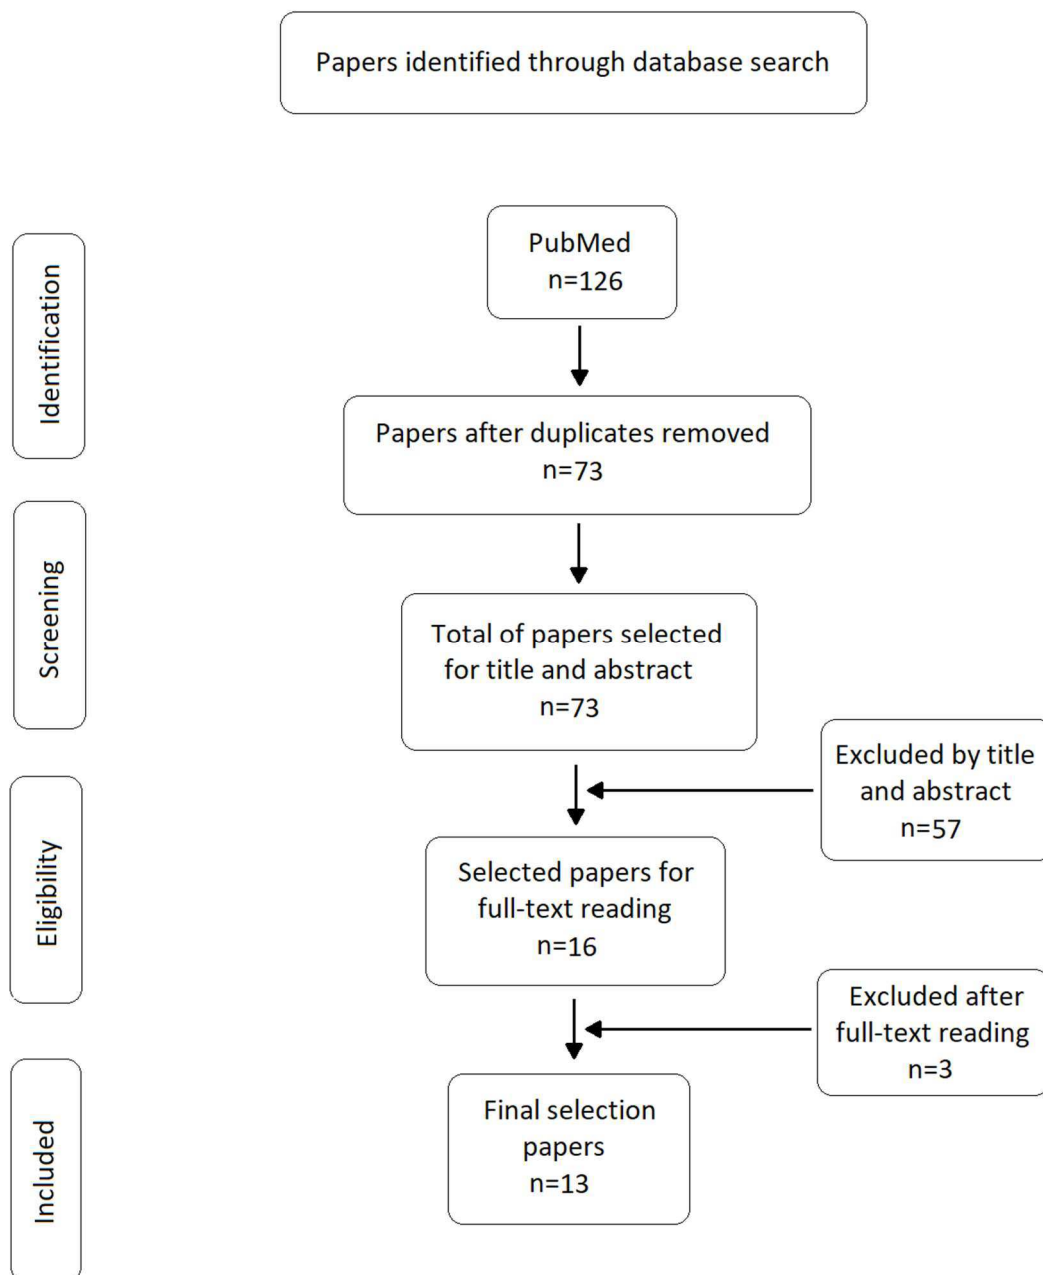 Papers identified through database search
PubMed
n=126
Identification
Papers after duplicates removed
n=73
Screening
Total of papers selected
for title and abstract
n=73
Excluded by title
and abstract
n=57
Eligibility
Selected papers for
full-text reading
n=16
Excluded after
full-text reading
n=3
Included
Final selection
papers
n=13